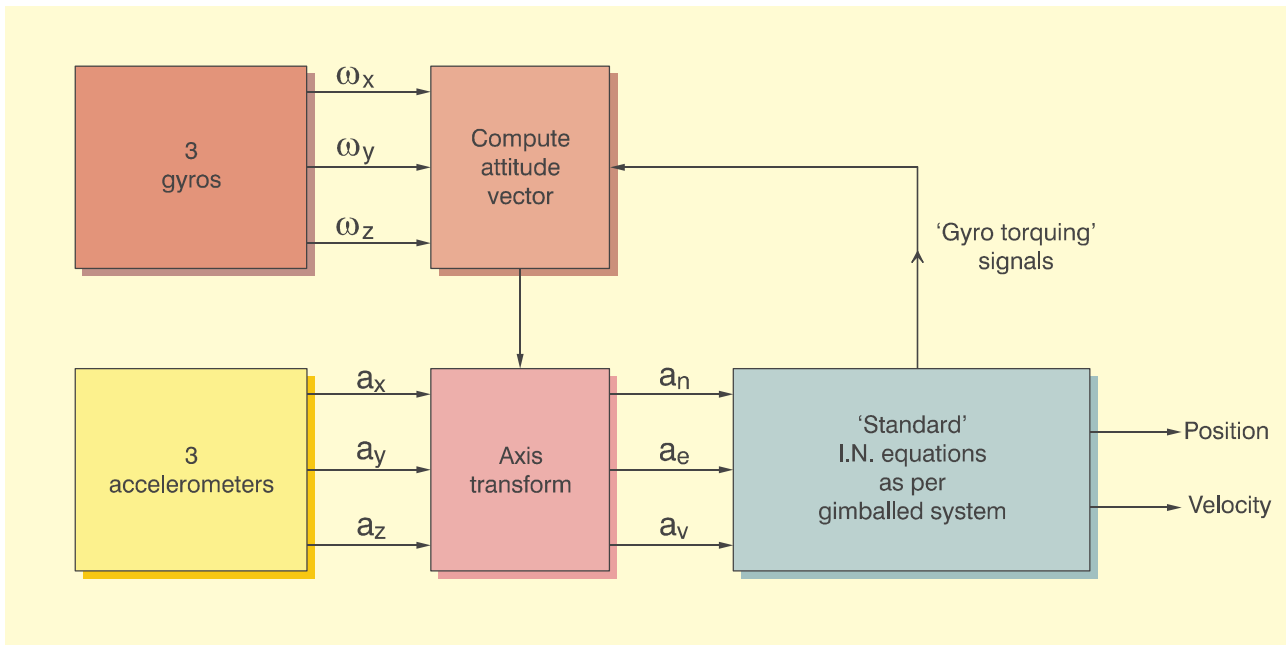 ωx
ωy
ωz
3
gyros
Compute
attitude
vector
‘Gyro torquing’
signals
ax
ay
az
3
accelerometers
Axis
transform
an
ae
av
‘Standard’
I.N. equations
as per
gimballed system
Position
Velocity